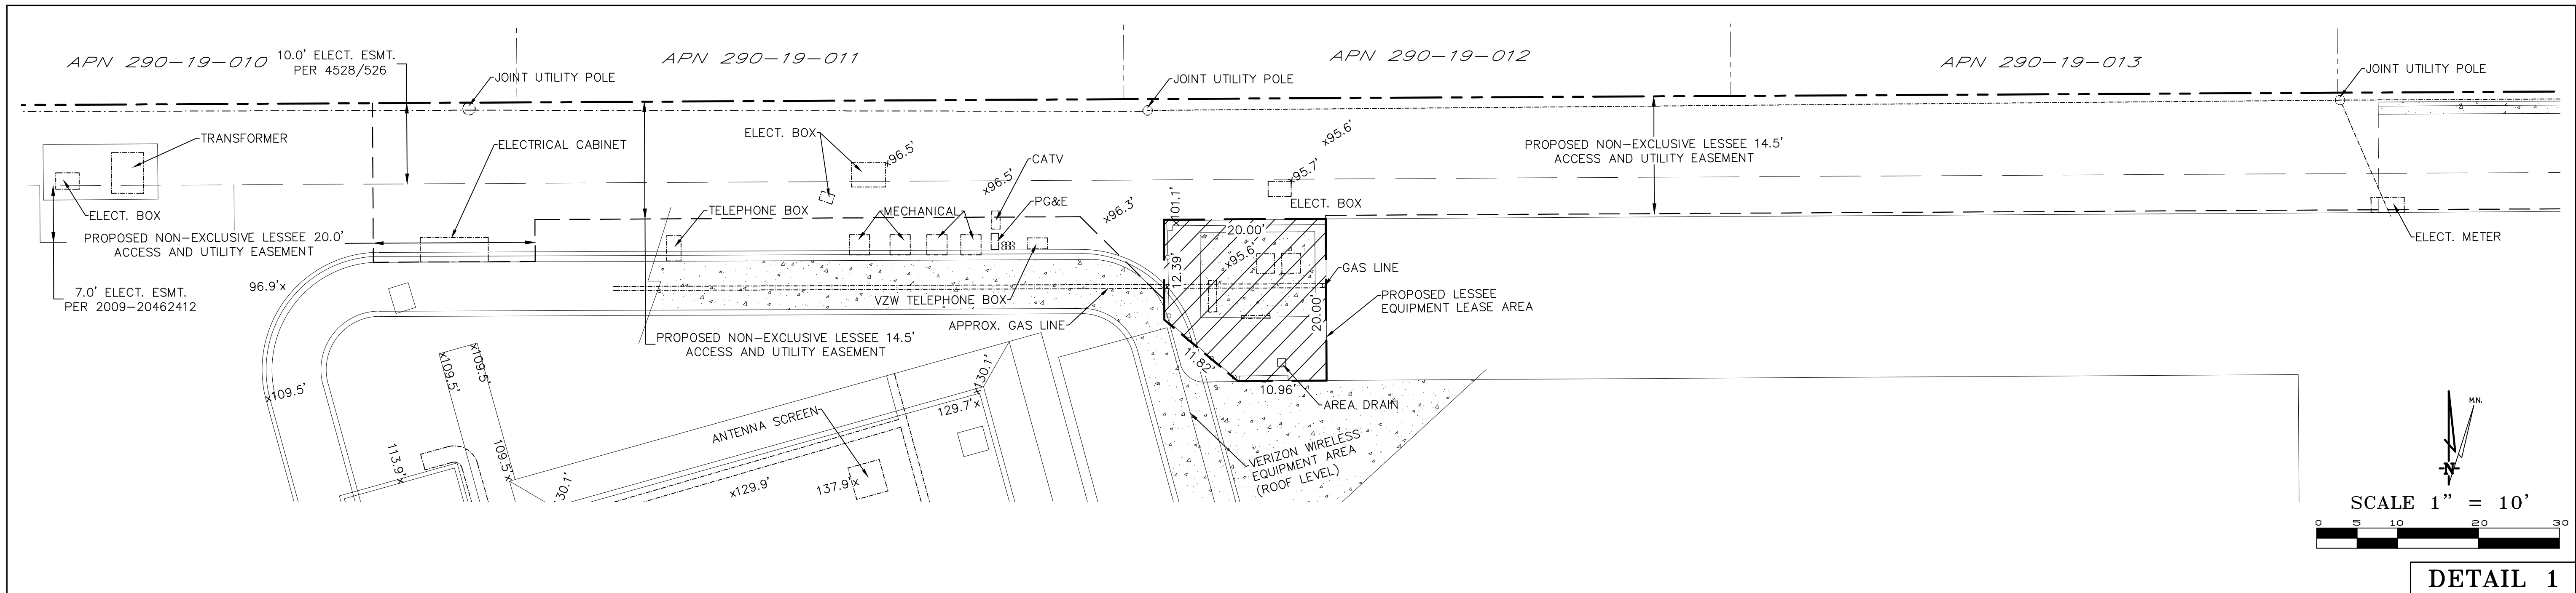 APN 290-19-010
10.0' ELECT. ESMT.
PER 4528/526
APN 290-19-011
APN 290-19-012
APN 290-19-013
JOINT UTILITY POLE
JOINT UTILITY POLE
JOINT UTILITY POLE
TRANSFORMER
ELECTRICAL CABINET
ELECT. BOX
x96.5'
CATV
x95.6'
PROPOSED NON-EXCLUSIVE LESSEE 14.5'
ACCESS AND UTILITY EASEMENT
x96.5'
x95.7'
PG&E
ELECT. BOX
TELEPHONE BOX
MECHANICAL
x96.3'
x101.1'
ELECT. BOX
PROPOSED NON-EXCLUSIVE LESSEE 20.0'
ACCESS AND UTILITY EASEMENT
20.00'
ELECT. METER
x95.6'
12.39'
GAS LINE
7.0' ELECT. ESMT.
PER 2009-20462412
96.9'x
VZW TELEPHONE BOX
PROPOSED LESSEE
EQUIPMENT LEASE AREA
20.00'
APPROX. GAS LINE
PROPOSED NON-EXCLUSIVE LESSEE 14.5'
ACCESS AND UTILITY EASEMENT
11.82'
x109.5'
x109.5'
x109.5'
x130.1'
10.96'
AREA DRAIN
129.7'x
ANTENNA SCREEN
113.9'x
109.5'x
VERIZON WIRELESS
EQUIPMENT AREA
(ROOF LEVEL)
x129.9'
137.9'x
30.1'
M.N.
N
SCALE 1" = 10'
0 5 10 20 30
DETAIL 1